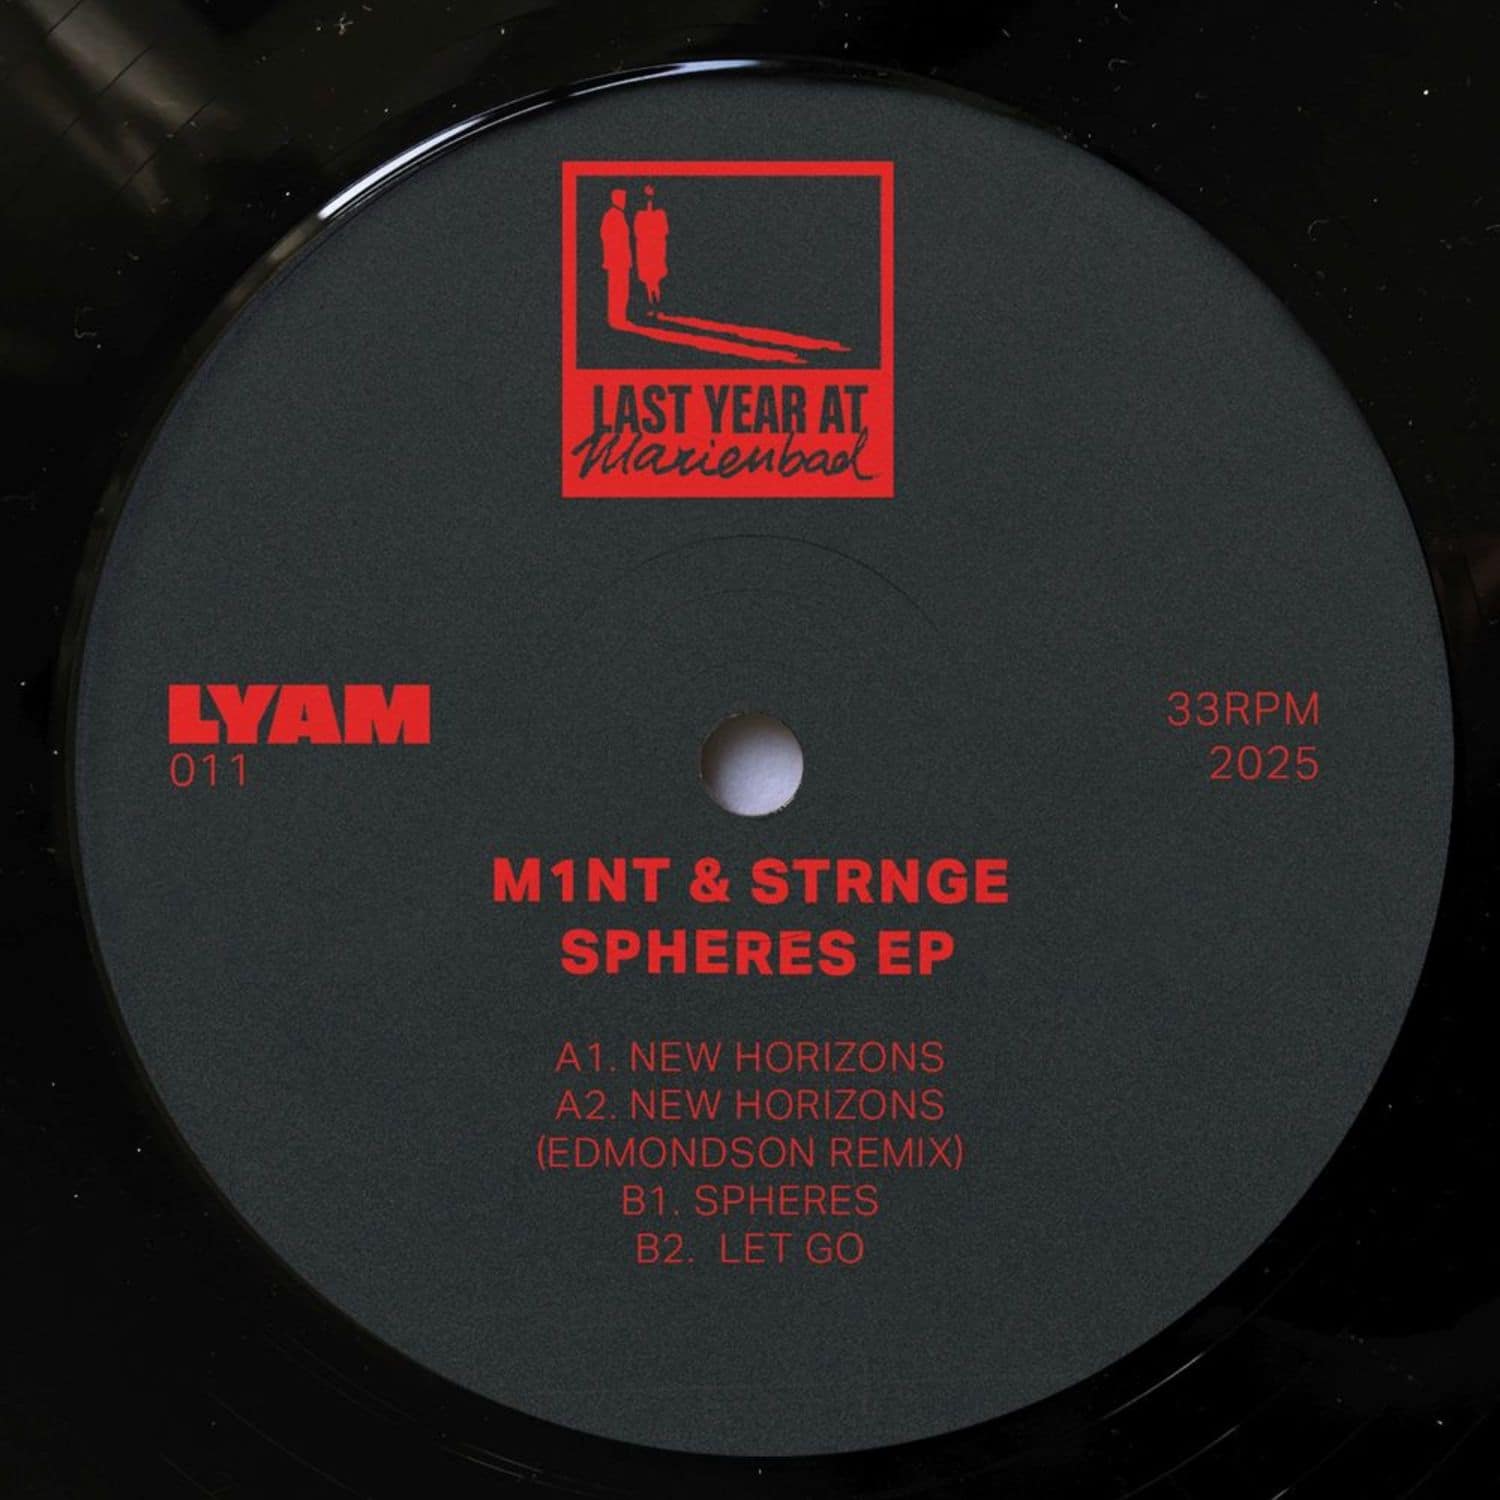 LAST YEAR AT
Marienbad
LYAM
011
33RPM
2025
M1NT & STRNGE
SPHERES EP
A1. NEW HORIZONS
A2. NEW HORIZONS
(EDMONDSON REMIX)
B1. SPHERES
B2. LET GO